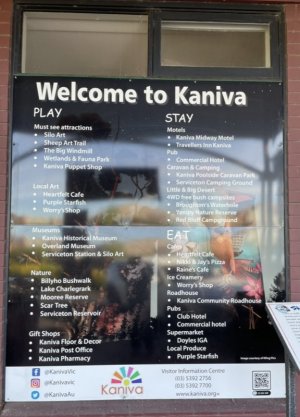 Welcome to Kaniva
PLAY
Must see attractions
• Silo Art
• Sheep Art Trail
• The Big Windmill
• Wetlands & Fauna Park
• Kaniva Puppet Shop
Local Art
• Heartfelt Cafe
• Purple Starfish
• Worry's Shop
Museums
• Kaniva Historical Museum
• Overland Museum
• Serviceton Station & Silo Art
Nature
• Billyho Bushwalk
• Lake Charlegrark
• Mooree Reserve
• Scar Tree
• Serviceton Reservoir
Gift Shops
• Kaniva Floor & Decor
• Kaniva Post Office
• Kaniva Pharmacy
STAY
Motels
• Kaniva Midway Motel
• Travellers Inn Kaniva
Pub
• Commercial Hotel
Caravan & Camping
• Kaniva Poolside Caravan Park
• Serviceton Camping Ground
Little & Big Desert
4WD free bush campsites
• Broughton's Waterhole
• Yanipy Nature Reserve
• Red Bluff Campground
EAT
Cafes
• Heartfelt Cafe
• Nikki & Jay's Pizza
• Raine's Cafe
Ice Creamery
• Worry's Shop
Roadhouse
• Kaniva Community Roadhouse
Pubs
• Club Hotel
• Commercial hotel
Supermarket
• Doyles IGA
Local Produce
• Purple Starfish
@KanivaVic
@KanivaVic
@KanivaAu
Kaniva
Visitor Information Centre
(03) 5392 2756
(03) 5392 7700
www.kaniva.org